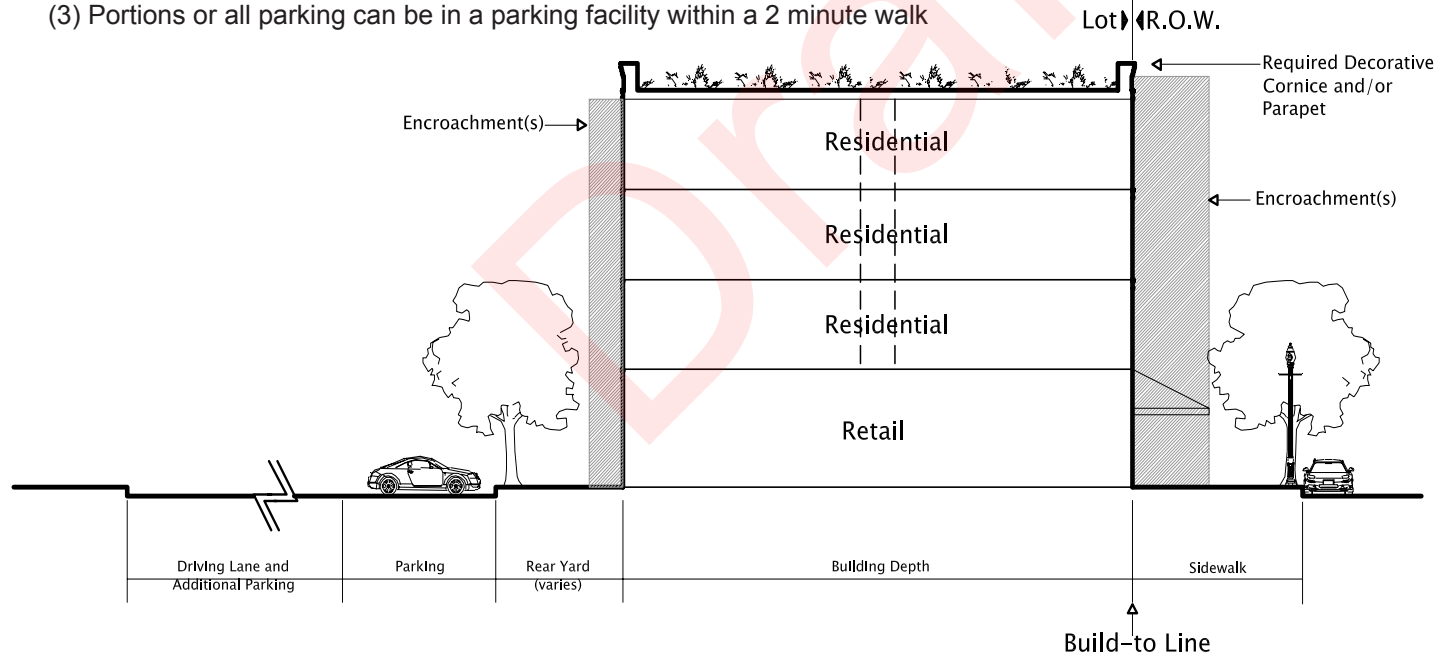 (3) Portions or all parking can be in a parking facility within a 2 minute walk
Lot R.O.W.
Required Decorative
Cornice and/or
Parapet
Encroachment(s)
Residential
Encroachment(s)
Residential
Residential
Retail
Driving Lane and
Additional Parking
Parking
Rear Yard
(varies)
Building Depth
Sidewalk
Build-to Line
Draf